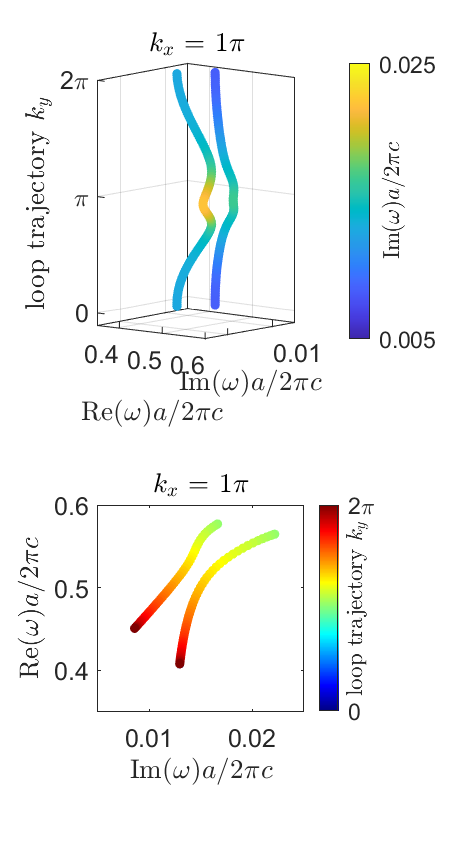 k_x = 1π
2π
π
0
loop trajectory k_y
0.4 0.5 0.6
0.01
Im(ω)a/2πc
Re(ω)a/2πc
0.025
0.005
Im(ω)a/2πc
k_x = 1π
0.6
0.5
0.4
Re(ω)a/2πc
0.01 0.02
Im(ω)a/2πc
2π
0
loop trajectory k_y